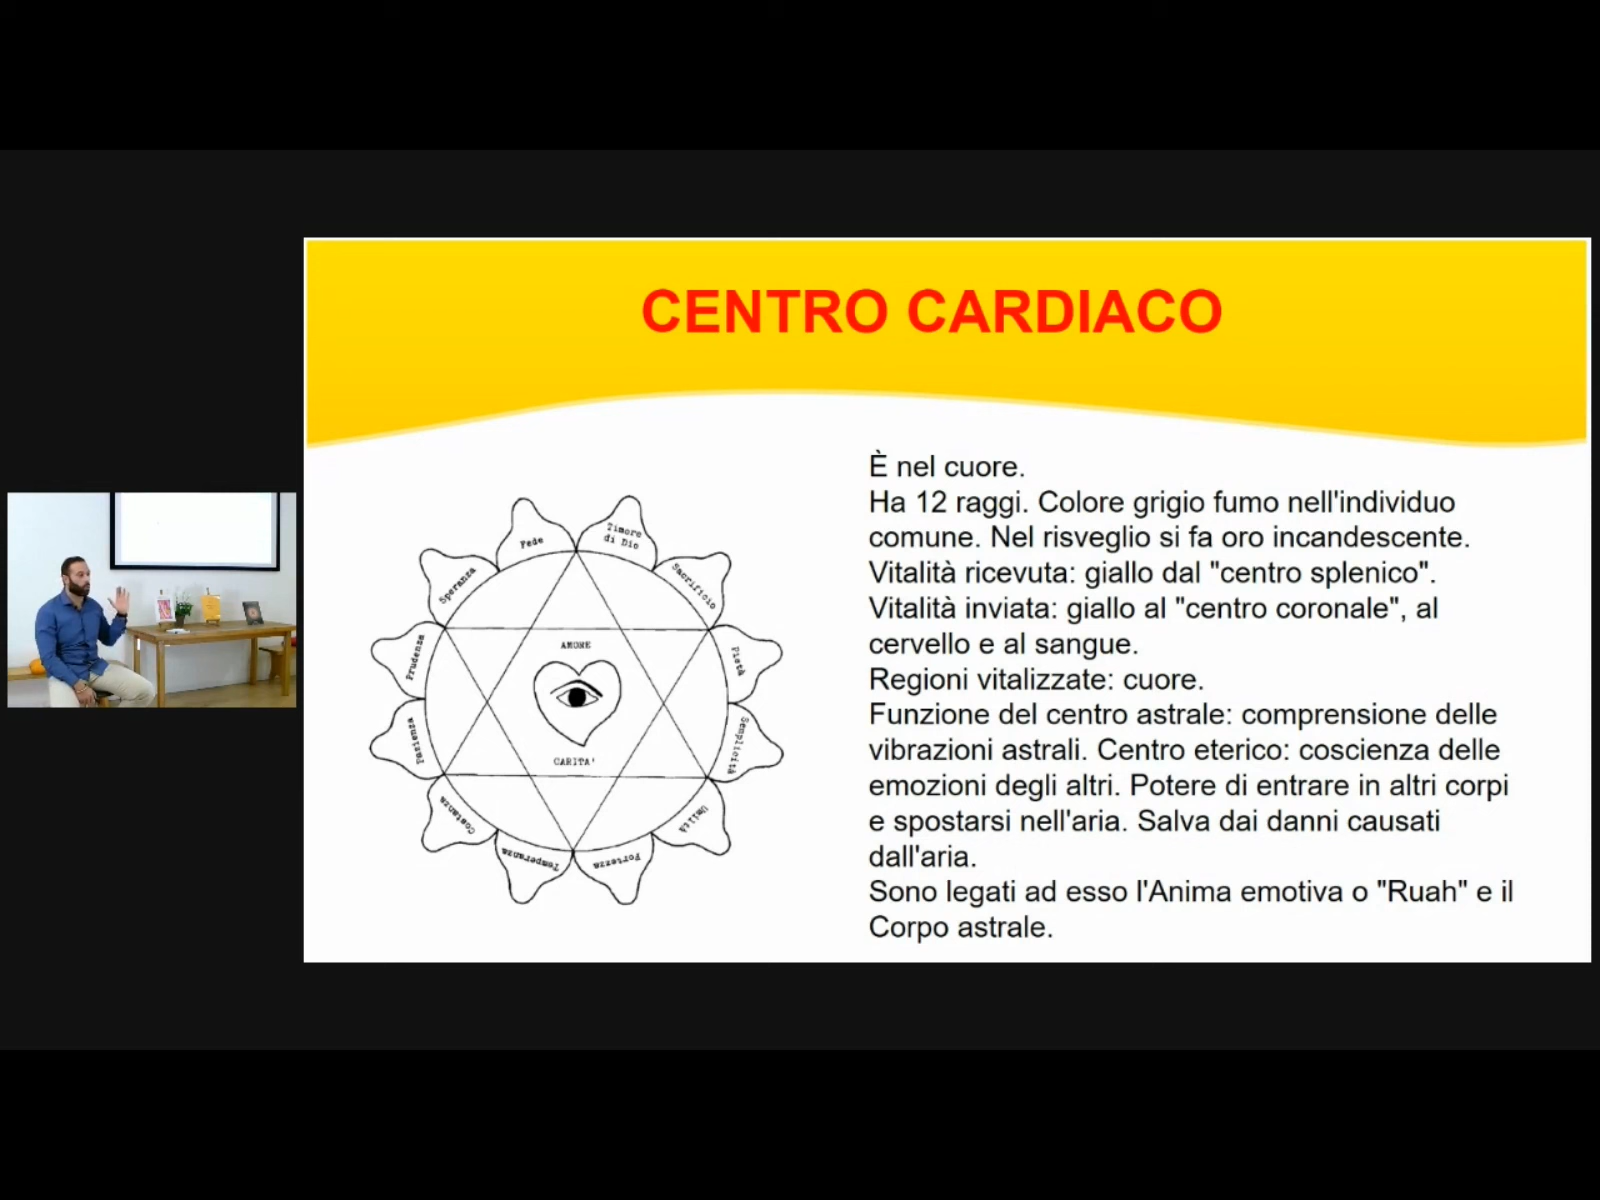 CENTRO CARDIACO
È nel cuore.
Ha 12 raggi. Colore grigio fumo nell'individuo
comune. Nel risveglio si fa oro incandescente.
Vitalità ricevuta: giallo dal "centro splenico".
Vitalità inviata: giallo al "centro coronale", al
cervello e al sangue.
Regioni vitalizzate: cuore.
Funzione del centro astrale: comprensione delle
vibrazioni astrali. Centro eterico: coscienza delle
emozioni degli altri. Potere di entrare in altri corpi
e spostarsi nell'aria. Salva dai danni causati
dall'aria.
Sono legati ad esso l'Anima emotiva o "Ruah" e il
Corpo astrale.
Fede
Timore
di Dio
Sacrificio
Pietà
Semplicità
Umiltà
Fortezza
Temperanza
Costanza
Pazienza
Prudenza
Speranza
AMORE
CARITA'